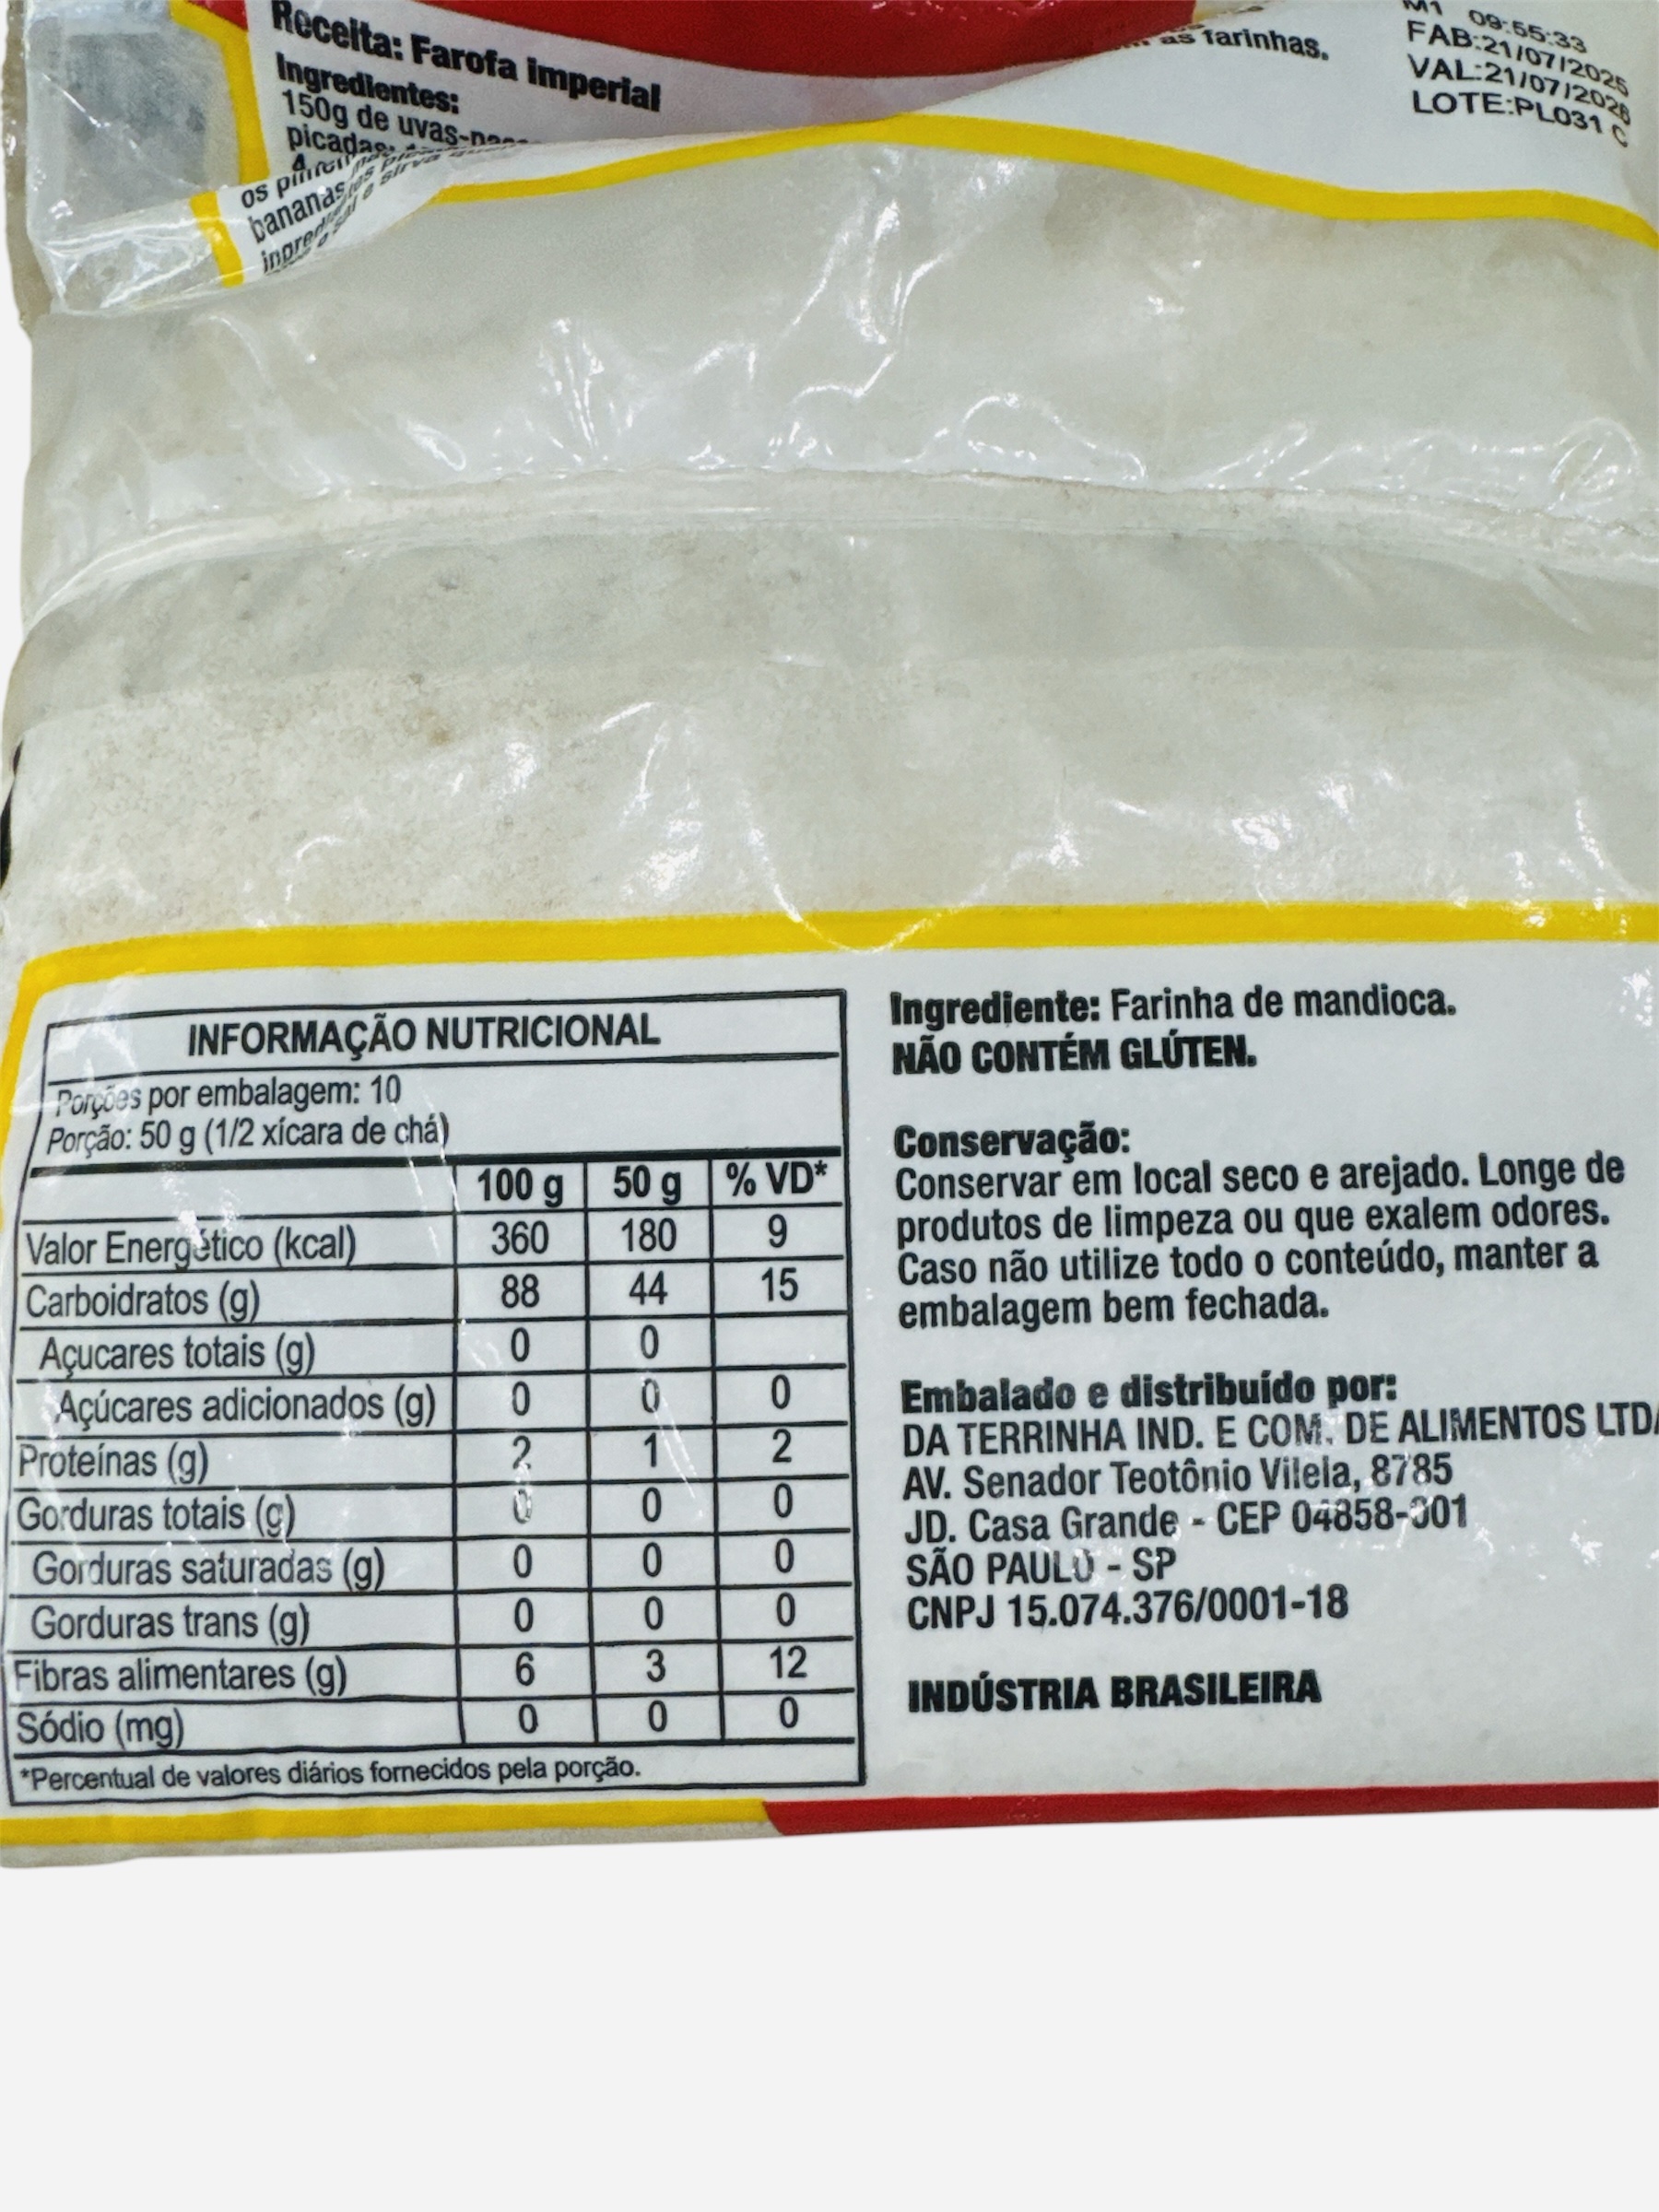 Receita: Farofa imperial
Ingredientes:
150g de uvas-
picadas
os
bananas
e sirva
as farinhas.
M1 09:55:33
FAB:21/07/2025
VAL:21/07/2026
LOTE:PL031 C
INFORMAÇÃO NUTRICIONAL
Porções por embalagem: 10
Porção: 50 g (1/2 xícara de chá)
100 g 50 g % VD*
Valor Energético (kcal) 360 180 9
Carboidratos (g) 88 44 15
Açucares totais (g) 0 0
Açúcares adicionados (g) 0 0 0
Proteínas (g) 2 1 2
Gorduras totais (g) 0 0 0
Gorduras saturadas (g) 0 0 0
Gorduras trans (g) 0 0 0
Fibras alimentares (g) 6 3 12
Sódio (mg) 0 0 0
*Percentual de valores diários fornecidos pela porção.
Ingrediente: Farinha de mandioca.
NÃO CONTÉM GLÚTEN.
Conservação:
Conservar em local seco e arejado. Longe de
produtos de limpeza ou que exalem odores.
Caso não utilize todo o conteúdo, manter a
embalagem bem fechada.
Embalado e distribuído por:
DA TERRINHA IND. E COM. DE ALIMENTOS LTDA
AV. Senador Teotônio Vilela, 8785
JD. Casa Grande - CEP 04858-001
SÃO PAULO - SP
CNPJ 15.074.376/0001-18
INDÚSTRIA BRASILEIRA